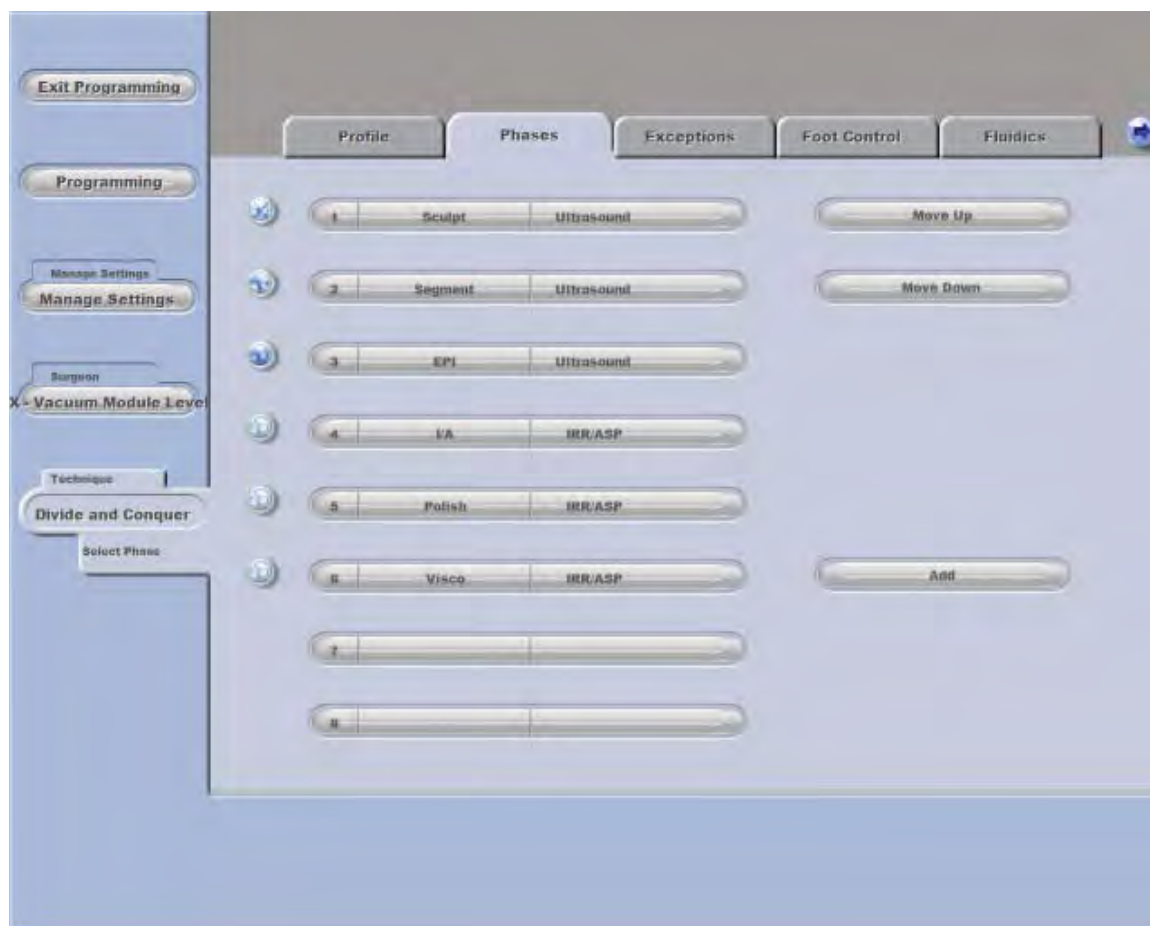 Exit Programming
Programming
Manage Settings
Manage Settings
Surgeon
X - Vacuum Module Level
Technique
Divide and Conquer
Select Phase
Profile Phases Exceptions Foot Control Fluidics
1 Sculpt Ultrasound
2 Segment Ultrasound
3 EPI Ultrasound
4 I/A IRR/ASP
5 Polish IRR/ASP
6 Visco IRR/ASP
7
8
Move Up
Move Down
Add